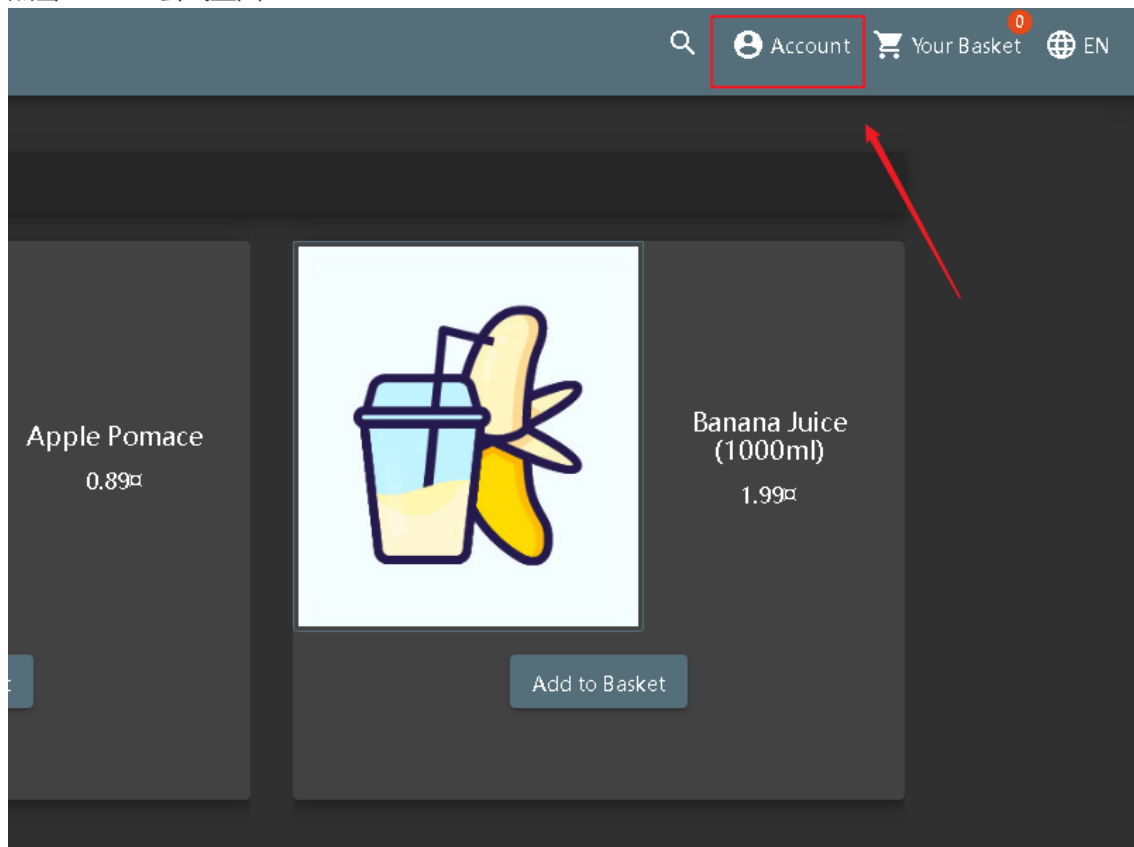 0
Account
Your Basket
EN
Apple Pomace
0.89¤
Banana Juice
(1000ml)
1.99¤
Add to Basket